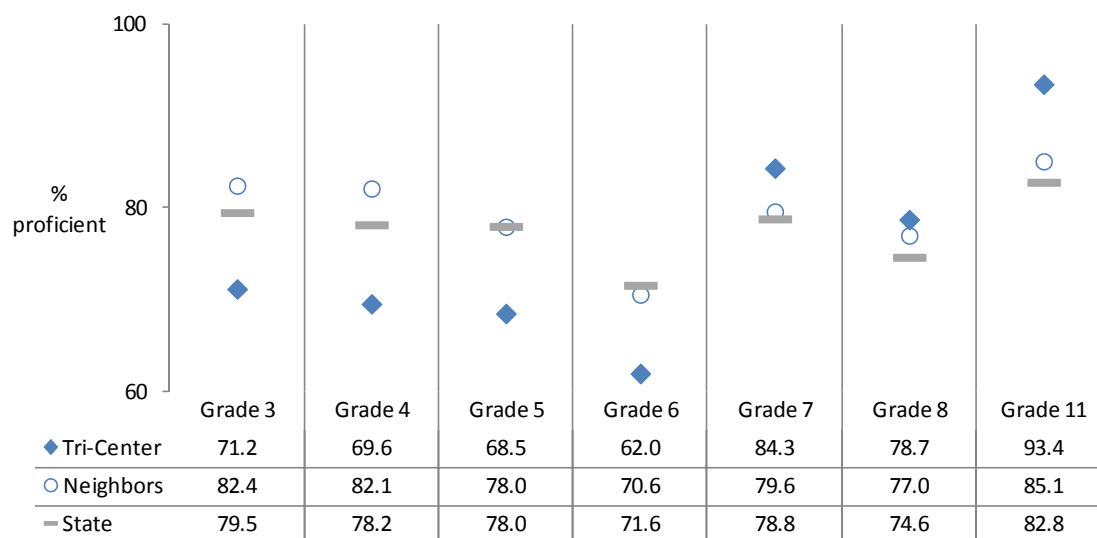 100
80
%
proficient
60
Grade 3 Grade 4 Grade 5 Grade 6 Grade 7 Grade 8 Grade 11
Tri-Center 71.2 69.6 68.5 62.0 84.3 78.7 93.4
Neighbors 82.4 82.1 78.0 70.6 79.6 77.0 85.1
State 79.5 78.2 78.0 71.6 78.8 74.6 82.8